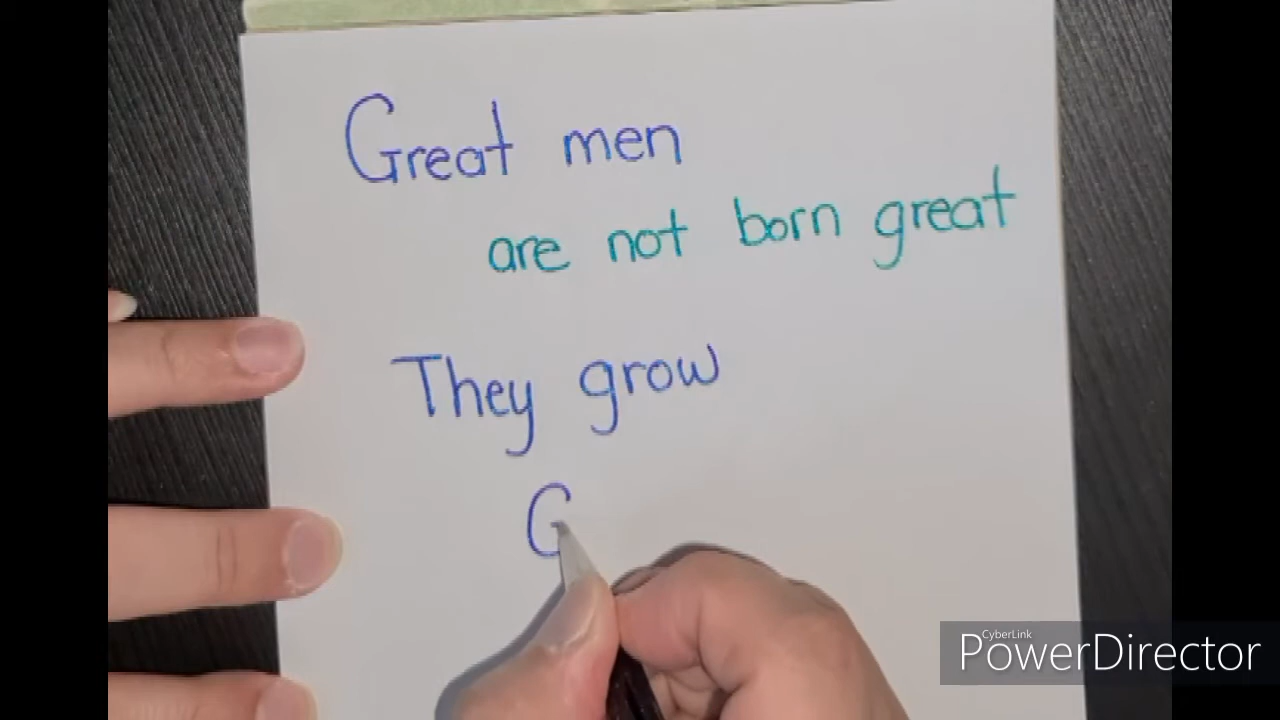 Great men
are not born great
They grow
G
CyberLink
PowerDirector